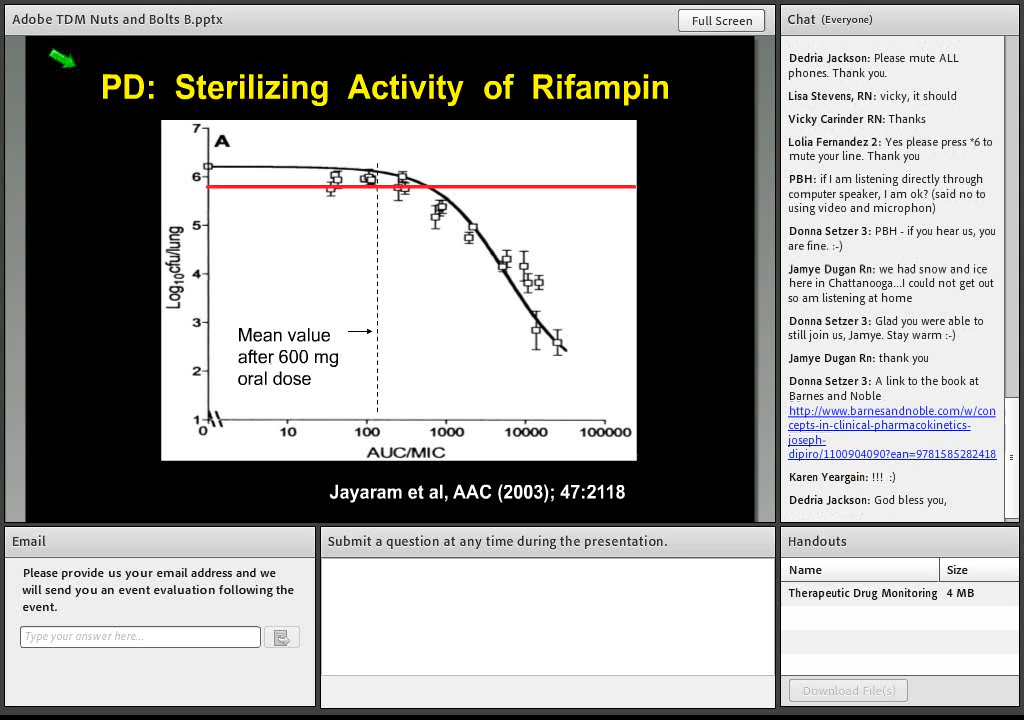 Adobe TDM Nuts and Bolts B.pptx
Full Screen
PD: Sterilizing Activity of Rifampin
A
7
6
5
4
3
2
1
Log10cfu/lung
Mean value
after 600 mg
oral dose
0
10
100
1000
10000
100000
AUC/MIC
Jayaram et al, AAC (2003); 47:2118
Chat (Everyone)
Dedria Jackson: Please mute ALL
phones. Thank you.
Lisa Stevens, RN: vicky, it should
Vicky Carinder RN: Thanks
Lolia Fernandez 2: Yes please press *6 to
mute your line. Thank you
PBH: if I am listening directly through
computer speaker, I am ok? (said no to
using video and microphon)
Donna Setzer 3: PBH - if you hear us, you
are fine. :-)
Jamye Dugan Rn: we had snow and ice
here in Chattanooga...I could not get out
so am listening at home
Donna Setzer 3: Glad you were able to
still join us, Jamye. Stay warm :-)
Jamye Dugan Rn: thank you
Donna Setzer 3: A link to the book at
Barnes and Noble
http://www.barnesandnoble.com/w/con
cepts-in-clinical-pharmacokinetics-
joseph-
dipiro/1100904090?ean=9781585282418
Karen Yeargain: !!! :)
Dedria Jackson: God bless you,
Email
Please provide us your email address and we
will send you an event evaluation following the
event.
Type your answer here...
Submit a question at any time during the presentation.
Handouts
Name Size
Therapeutic Drug Monitoring 4 MB
Download File(s)